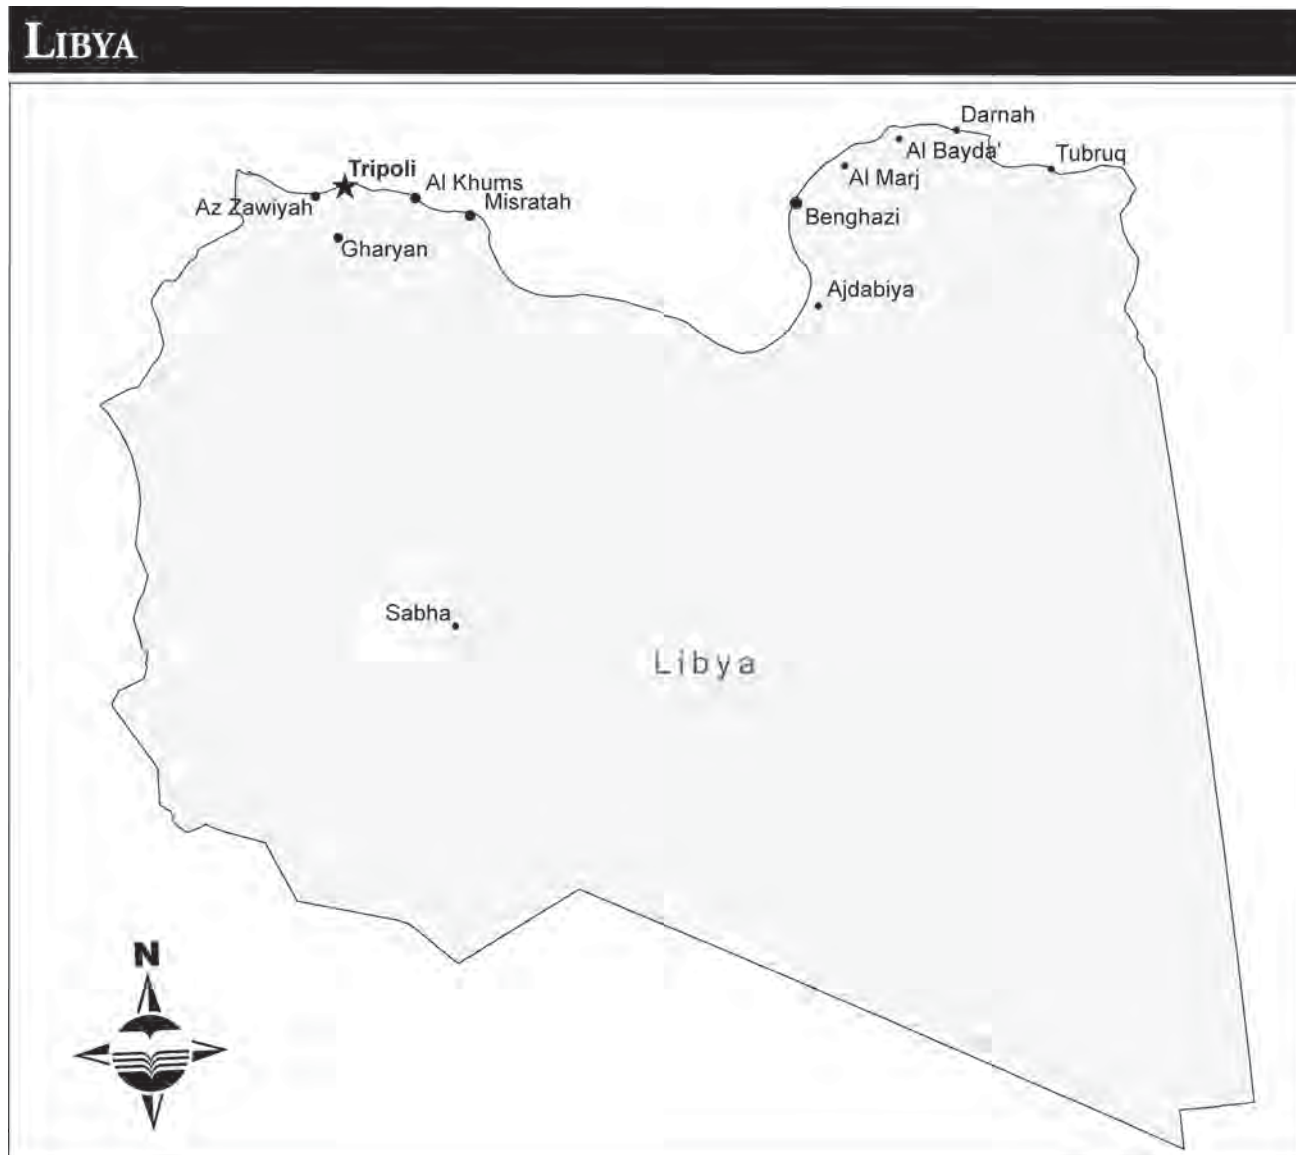 LIBYA
Darnah
Al Bayda'
Tubruq
Al Marj
Tripoli
Al Khums
Misratah
Az Zawiyah
Benghazi
Gharyan
Ajdabiya
Sabha
Libya
N